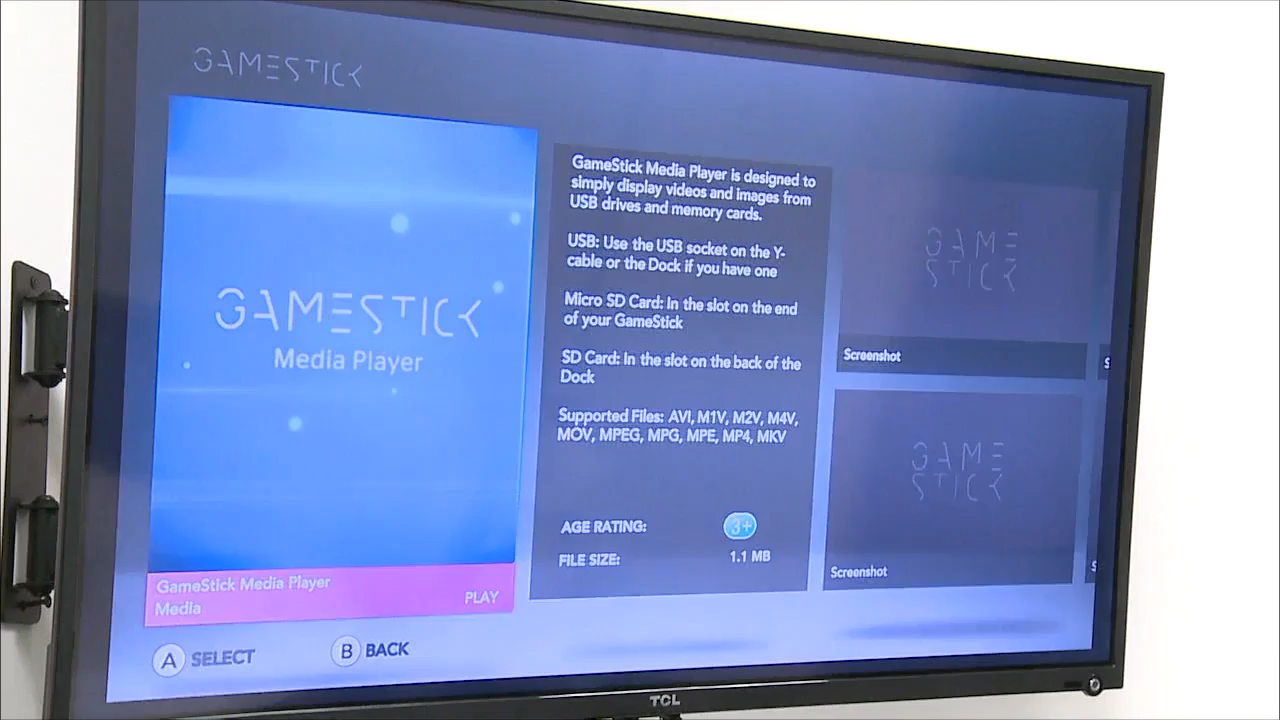 GAMESTICK
GAMESTICK
Media Player
GameStick Media Player
Media
PLAY
GameStick Media Player is designed to
simply display videos and images from
USB drives and memory cards.
USB: Use the USB socket on the Y-
cable or the Dock if you have one
Micro SD Card: In the slot on the end
of your GameStick
SD Card: In the slot on the back of the
Dock
Supported Files: AVI, M1V, M2V, M4V,
MOV, MPEG, MPG, MPE, MP4, MKV
AGE RATING: 3+
FILE SIZE: 1.1 MB
GAME
STICK
Screenshot
S
GAME
STICK
Screenshot
S
A SELECT
B BACK
TCL